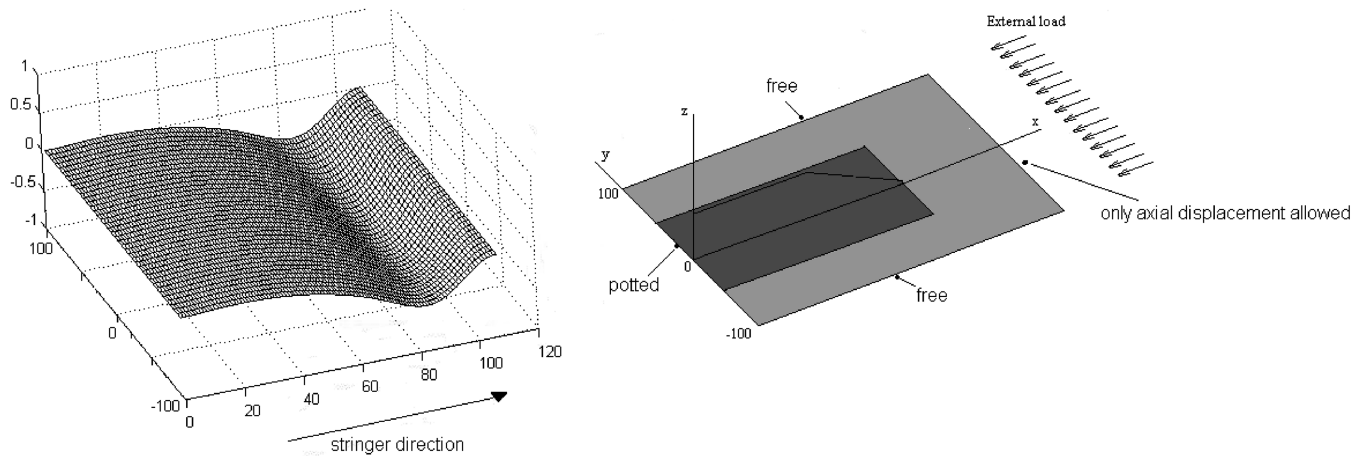 1
0.5
0
-0.5
-1
100
0
-100
0
20
40
60
80
100
120
stringer direction
External load
free
z
x
y
100
0
-100
potted
free
only axial displacement allowed